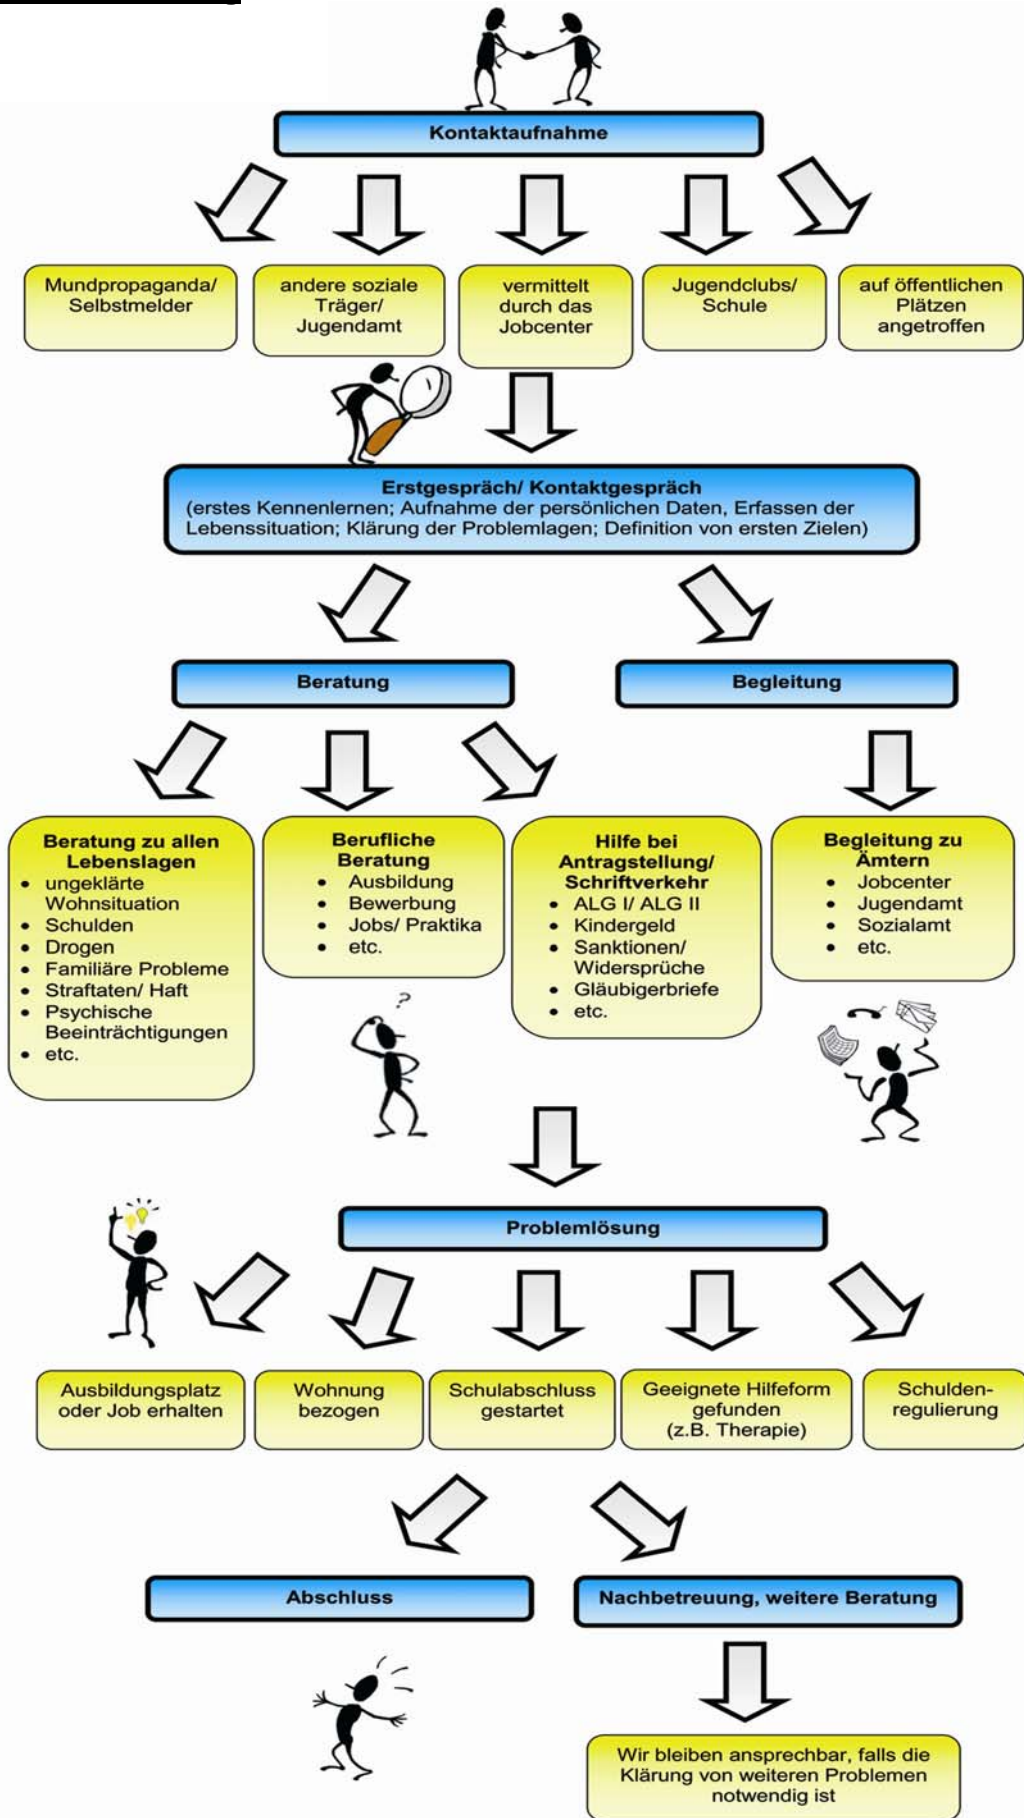 Kontaktaufnahme
Mundpropaganda/
Selbstmelder
andere soziale
Träger/
Jugendamt
vermittelt
durch das
Jobcenter
Jugendclubs/
Schule
auf öffentlichen
Plätzen
angetroffen
Erstgespräch/ Kontaktgespräch
(erstes Kennenlernen; Aufnahme der persönlichen Daten, Erfassen der
Lebenssituation; Klärung der Problemlagen; Definition von ersten Zielen)
Beratung
Begleitung
Beratung zu allen
Lebenslagen
• ungeklärte
Wohnsituation
• Schulden
• Drogen
• Familiäre Probleme
• Straftaten/ Haft
• Psychische
Beeinträchtigungen
• etc.
Berufliche
Beratung
• Ausbildung
• Bewerbung
• Jobs/ Praktika
• etc.
Hilfe bei
Antragstellung/
Schriftverkehr
• ALG I/ ALG II
• Kindergeld
• Sanktionen/
Widersprüche
• Gläubigerbriefe
• etc.
Begleitung zu
Ämtern
• Jobcenter
• Jugendamt
• Sozialamt
• etc.
?
Problemlösung
Ausbildungsplatz
oder Job erhalten
Wohnung
bezogen
Schulabschluss
gestartet
Geeignete Hilfeform
gefunden
(z.B. Therapie)
Schulden-
regulierung
Abschluss
Nachbetreuung, weitere Beratung
Wir bleiben ansprechbar, falls die
Klärung von weiteren Problemen
notwendig ist